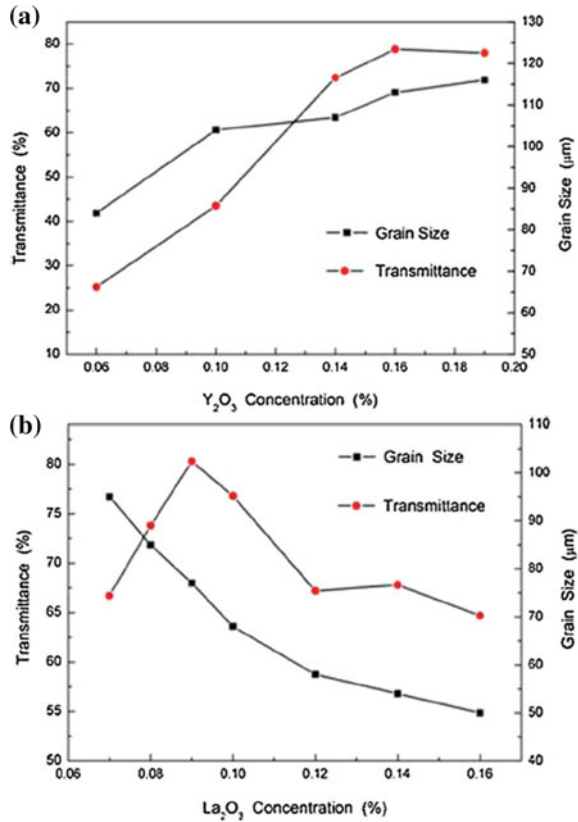 (a)
80
70
60
50
40
30
20
10
Transmittance (%)
130
120
110
100
90
80
70
60
50
Grain Size (μm)
Grain Size
Transmittance
0.06 0.08 0.10 0.12 0.14 0.16 0.18 0.20
Y₂O₃ Concentration (%)
(b)
80
75
70
65
60
55
50
Transmittance (%)
110
100
90
80
70
60
50
40
Grain Size (μm)
Grain Size
Transmittance
0.06 0.08 0.10 0.12 0.14 0.16
La₂O₃ Concentration (%)